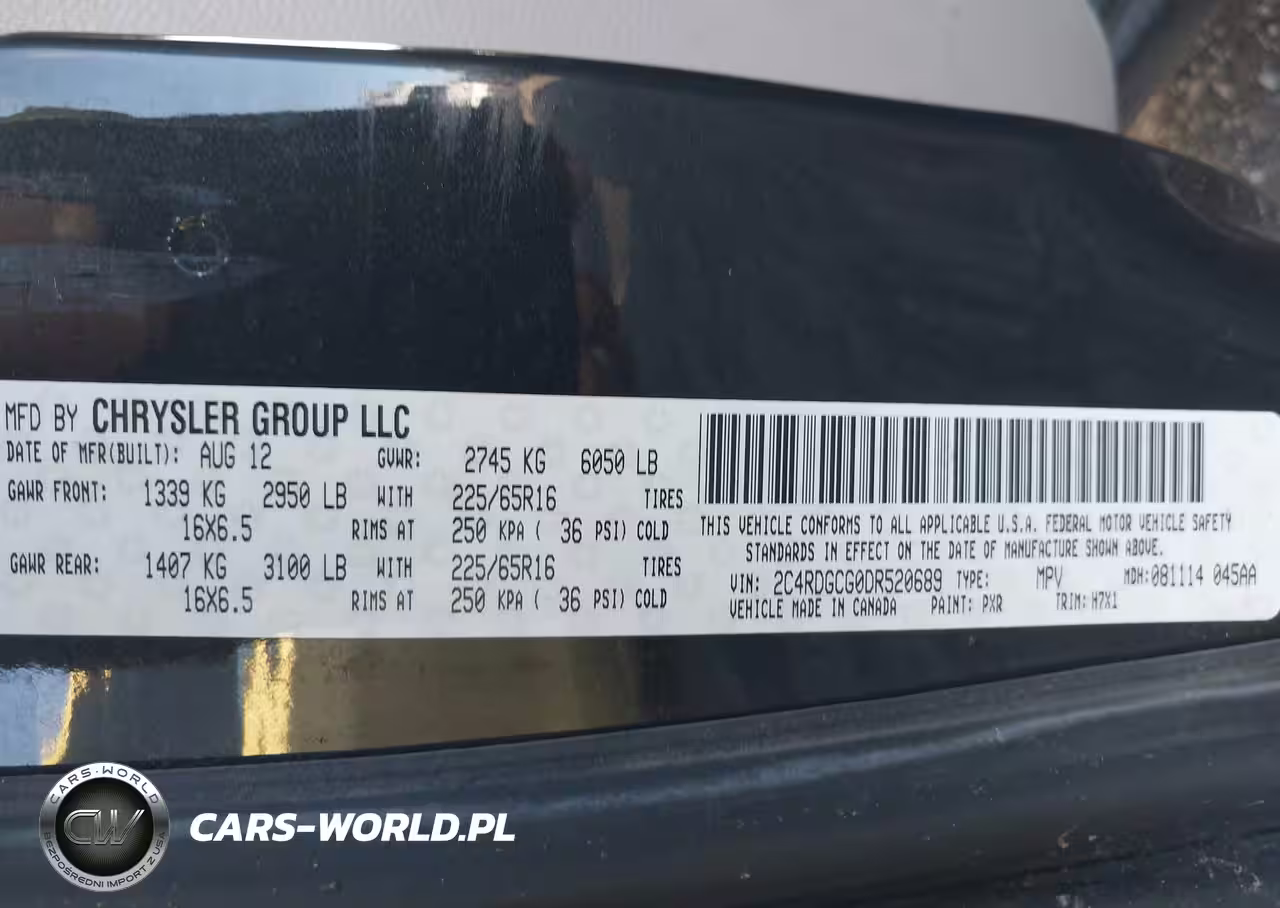 MFD BY CHRYSLER GROUP LLC
DATE OF MFR(BUILT): AUG 12 GVWR: 2745 KG 6050 LB
GAWR FRONT: 1339 KG 2950 LB WITH 225/65R16 TIRES
16X6.5 RIMS AT 250 KPA ( 36 PSI) COLD
GAWR REAR: 1407 KG 3100 LB WITH 225/65R16 TIRES
16X6.5 RIMS AT 250 KPA ( 36 PSI) COLD
THIS VEHICLE CONFORMS TO ALL APPLICABLE U.S.A. FEDERAL MOTOR VEHICLE SAFETY
STANDARDS IN EFFECT ON THE DATE OF MANUFACTURE SHOWN ABOVE.
VIN: 2C4RDGCG0DR520689 TYPE: MPV MDH: 081114 045AA
VEHICLE MADE IN CANADA PAINT: PXR TRIM: H7X1
CARS-WORLD
CW
BEZPOŚREDNI IMPORT Z USA
CARS-WORLD.PL